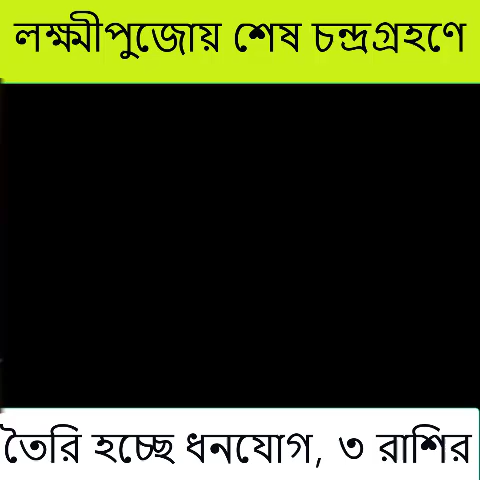 লক্ষ্মীপুজোয় শেষ চন্দ্রগ্রহণে
তৈরি হচ্ছে ধনযোগ, ৩ রাশির